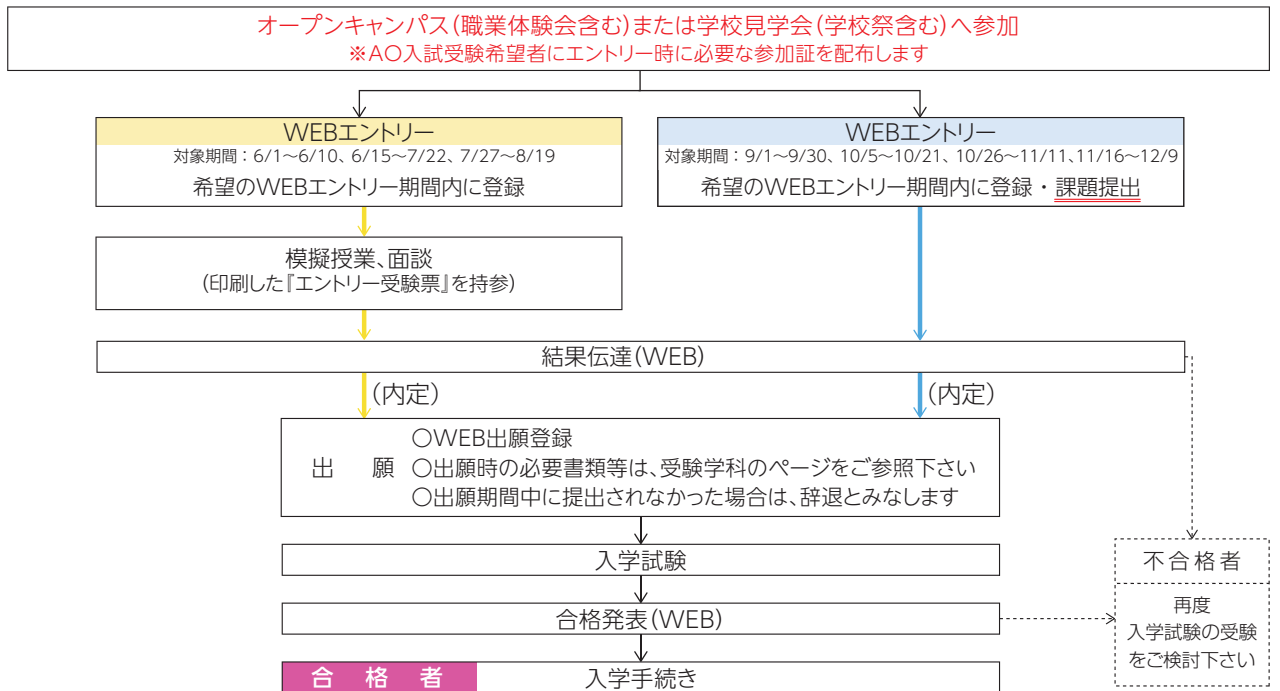 オープンキャンパス(職業体験会含む)または学校見学会(学校祭含む)へ参加
※AO入試受験希望者にエントリー時に必要な参加証を配布します
WEBエントリー
対象期間：6/1〜6/10、6/15〜7/22、7/27〜8/19
希望のWEBエントリー期間内に登録
WEBエントリー
対象期間：9/1〜9/30、10/5〜10/21、10/26〜11/11、11/16〜12/9
希望のWEBエントリー期間内に登録・課題提出
模擬授業、面談
(印刷した『エントリー受験票』を持参)
結果伝達(WEB)
(内定)
(内定)
出　願
○WEB出願登録
○出願時の必要書類等は、受験学科のページをご参照下さい
○出願期間中に提出されなかった場合は、辞退とみなします
入学試験
合格発表(WEB)
不合格者
再度
入学試験の受験
をご検討下さい
合格者　入学手続き